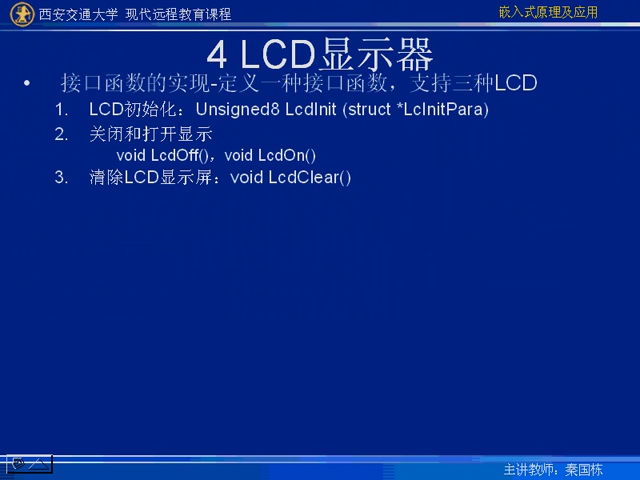 西安交通大学 现代远程教育课程
嵌入式原理及应用
4 LCD显示器
• 接口函数的实现-定义一种接口函数，支持三种LCD
1. LCD初始化：Unsigned8 LcdInit (struct *LcInitPara)
2. 关闭和打开显示
void LcdOff()，void LcdOn()
3. 清除LCD显示屏：void LcdClear()
主讲教师：秦国栋